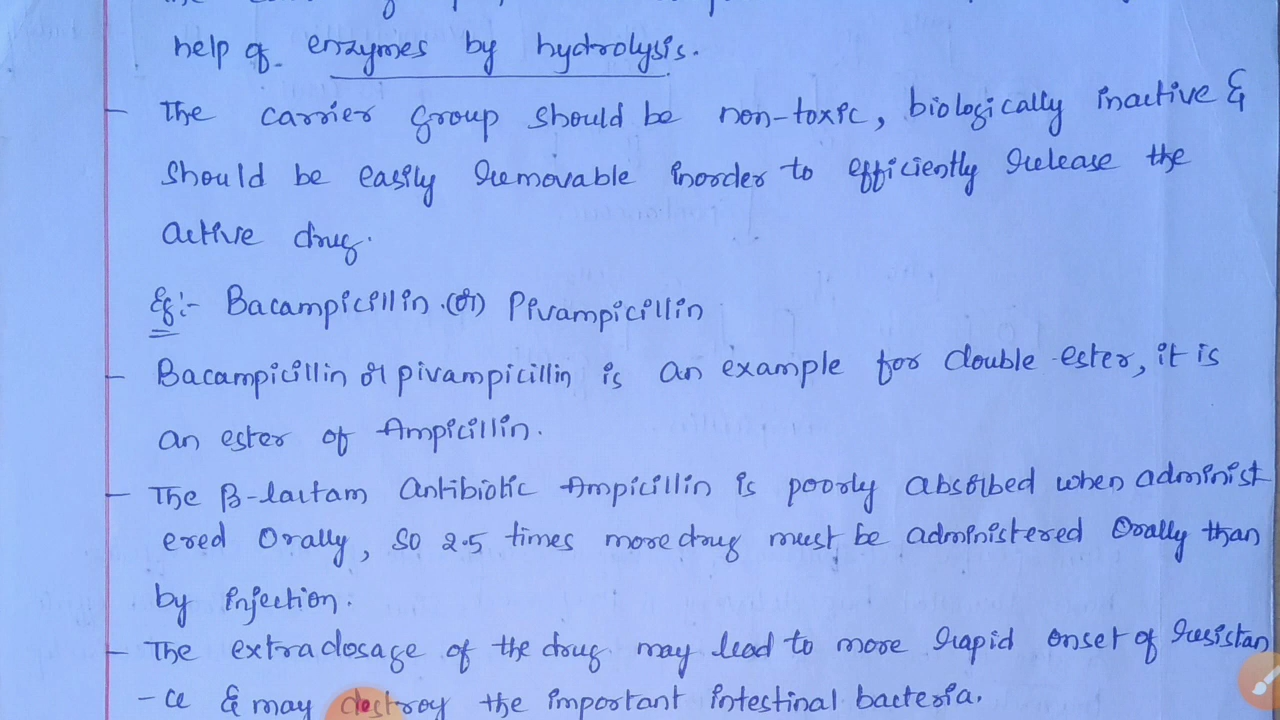 help of enzymes by hydrolysis.
- The carrier group should be non-toxic, biologically inactive &
should be easily removable inorder to efficiently release the
active drug.
Eg:- Bacampicillin (or) Pivampicillin
- Bacampicillin or pivampicillin is an example for double ester, it is
an ester of Ampicillin.
- The β-lactam antibiotic Ampicillin is poorly absorbed when administ
ered Orally, so 2.5 times more drug must be administered Orally than
by injection.
- The extradosage of the drug may lead to more rapid onset of resistan
-ce & may destroy the important intestinal bacteria.